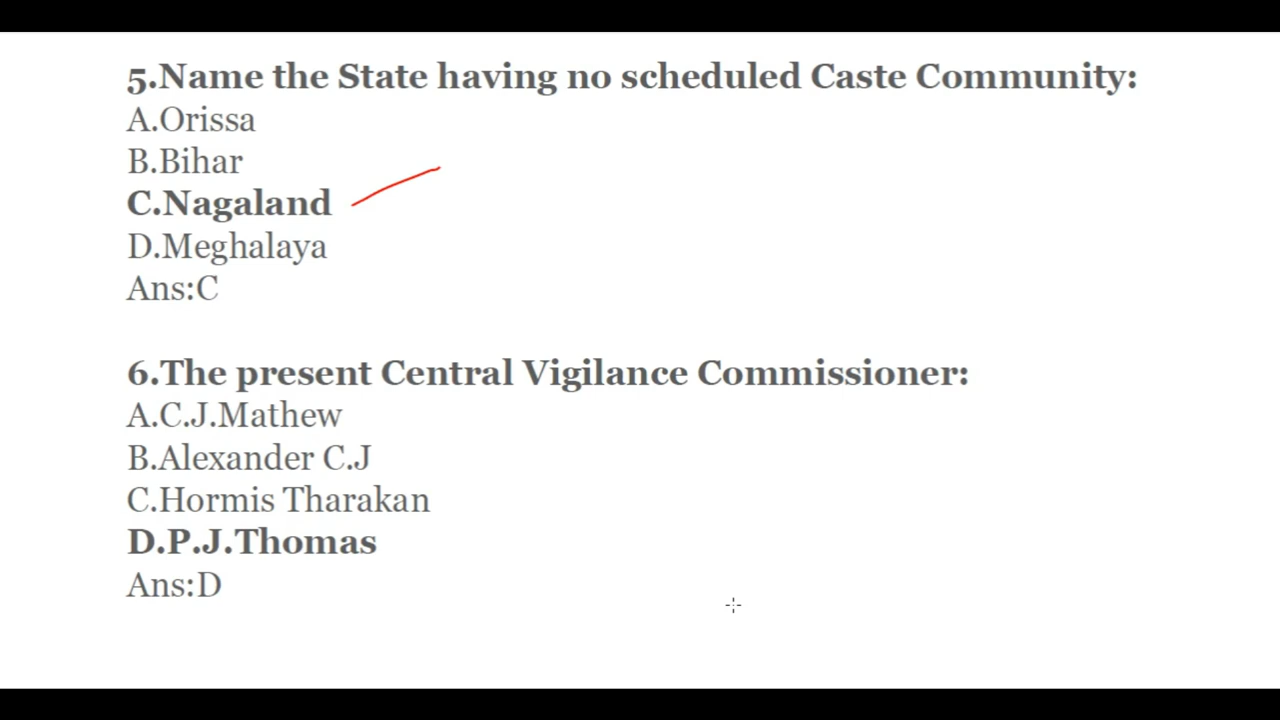 5.Name the State having no scheduled Caste Community:
A.Orissa
B.Bihar
C.Nagaland
D.Meghalaya
Ans:C
6.The present Central Vigilance Commissioner:
A.C.J.Mathew
B.Alexander C.J
C.Hormis Tharakan
D.P.J.Thomas
Ans:D